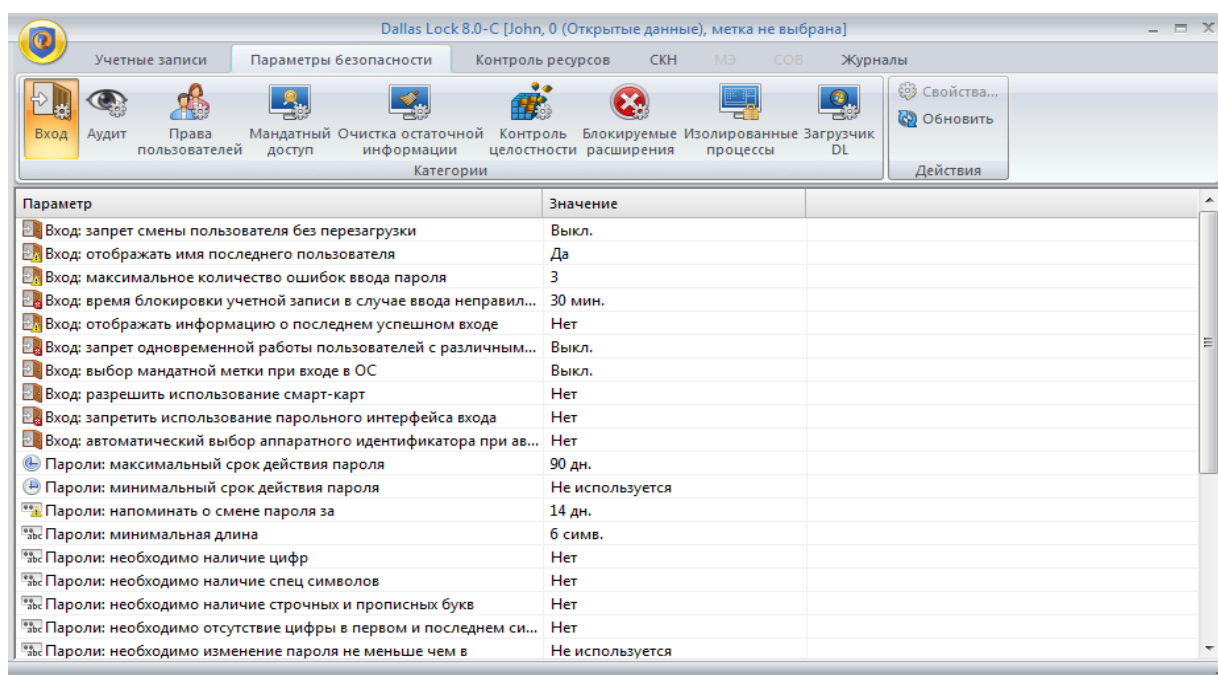 Dallas Lock 8.0-C [John, 0 (Открытые данные), метка не выбрана]
Учетные записи Параметры безопасности Контроль ресурсов СКН МЭ СОВ Журналы
Вход Аудит Права пользователей Мандатный доступ Очистка остаточной информации Контроль целостности Блокируемые расширения Изолированные процессы Загрузчик DL
Свойства...
Обновить
Категории Действия
Параметр Значение
Вход: запрет смены пользователя без перезагрузки Выкл.
Вход: отображать имя последнего пользователя Да
Вход: максимальное количество ошибок ввода пароля 3
Вход: время блокировки учетной записи в случае ввода неправил... 30 мин.
Вход: отображать информацию о последнем успешном входе Нет
Вход: запрет одновременной работы пользователей с различным... Выкл.
Вход: выбор мандатной метки при входе в ОС Выкл.
Вход: разрешить использование смарт-карт Нет
Вход: запретить использование парольного интерфейса входа Нет
Вход: автоматический выбор аппаратного идентификатора при ав... Нет
Пароли: максимальный срок действия пароля 90 дн.
Пароли: минимальный срок действия пароля Не используется
Пароли: напоминать о смене пароля за 14 дн.
Пароли: минимальная длина 6 симв.
Пароли: необходимо наличие цифр Нет
Пароли: необходимо наличие спец символов Нет
Пароли: необходимо наличие строчных и прописных букв Нет
Пароли: необходимо отсутствие цифры в первом и последнем си... Нет
Пароли: необходимо изменение пароля не меньше чем в Не используется